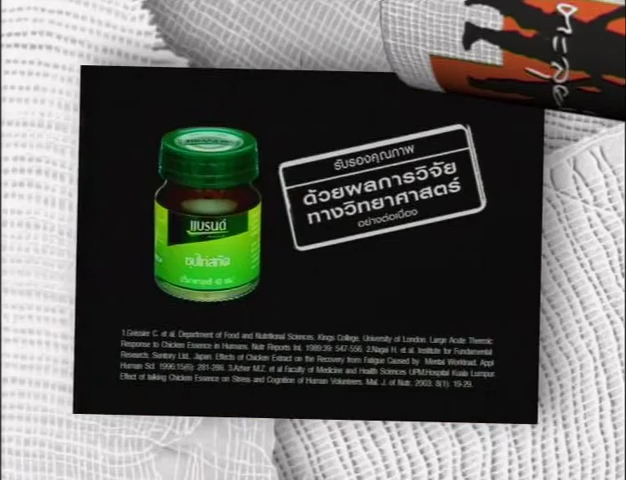 รับรองคุณภาพ
ด้วยผลการวิจัย
ทางวิทยาศาสตร์
อย่างต่อเนื่อง
แบรนด์
ซุปไก่สกัด
1.Geissler C. et al. Department of Food and Nutritional Sciences, Kings College, University of London. Large Acute Thermic
Response to Chicken Essence in Humans. Nutr Reports Int. 1989;39: 547-556. 2.Nagai H. et al. Institute for Fundamental
Research, Suntory Ltd., Japan. Effects of Chicken Extract on the Recovery from Fatigue Caused by Mental Workload. Appl
Human Sci. 1996;15(6): 281-286. 3.Azhar M.Z. et al Faculty of Medicine and Health Sciences UPM,Hospital Kuala Lumpur.
Effect of talking Chicken Essence on Stress and Cognition of Human Volunteers. Mal. J. of Nutr. 2003. 9(1): 19-29.